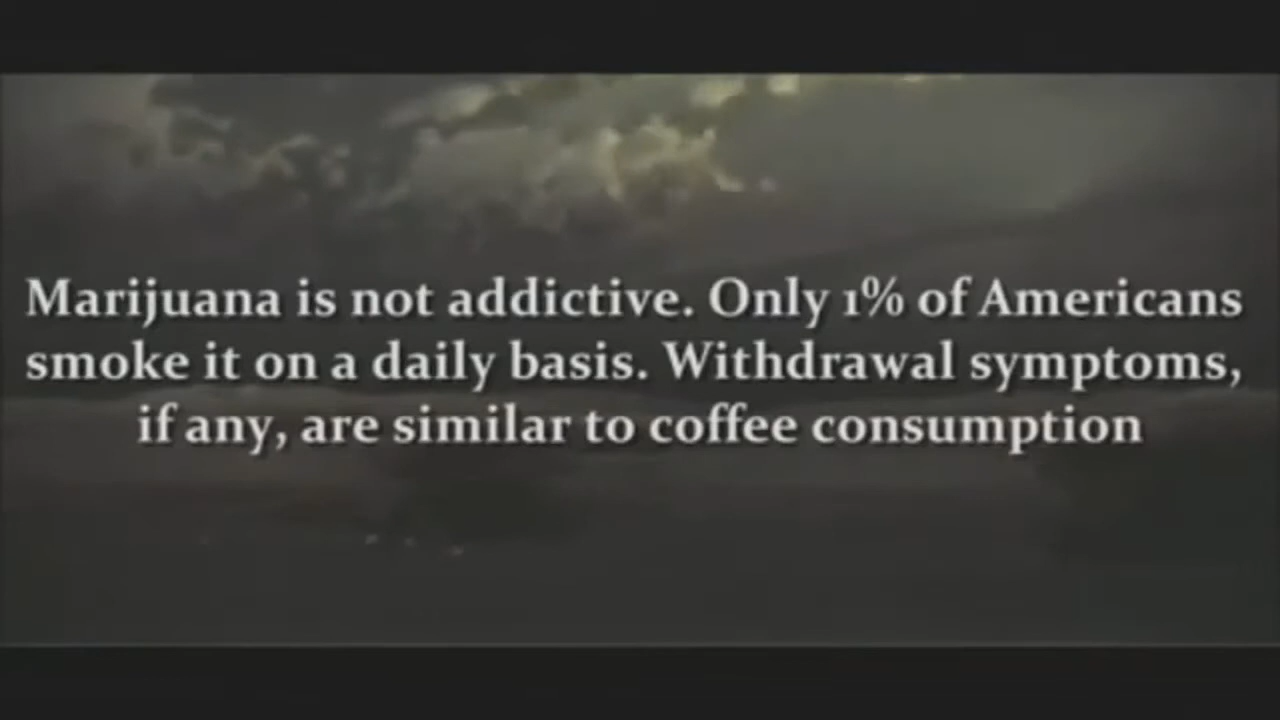 Marijuana is not addictive. Only 1% of Americans
smoke it on a daily basis. Withdrawal symptoms,
if any, are similar to coffee consumption